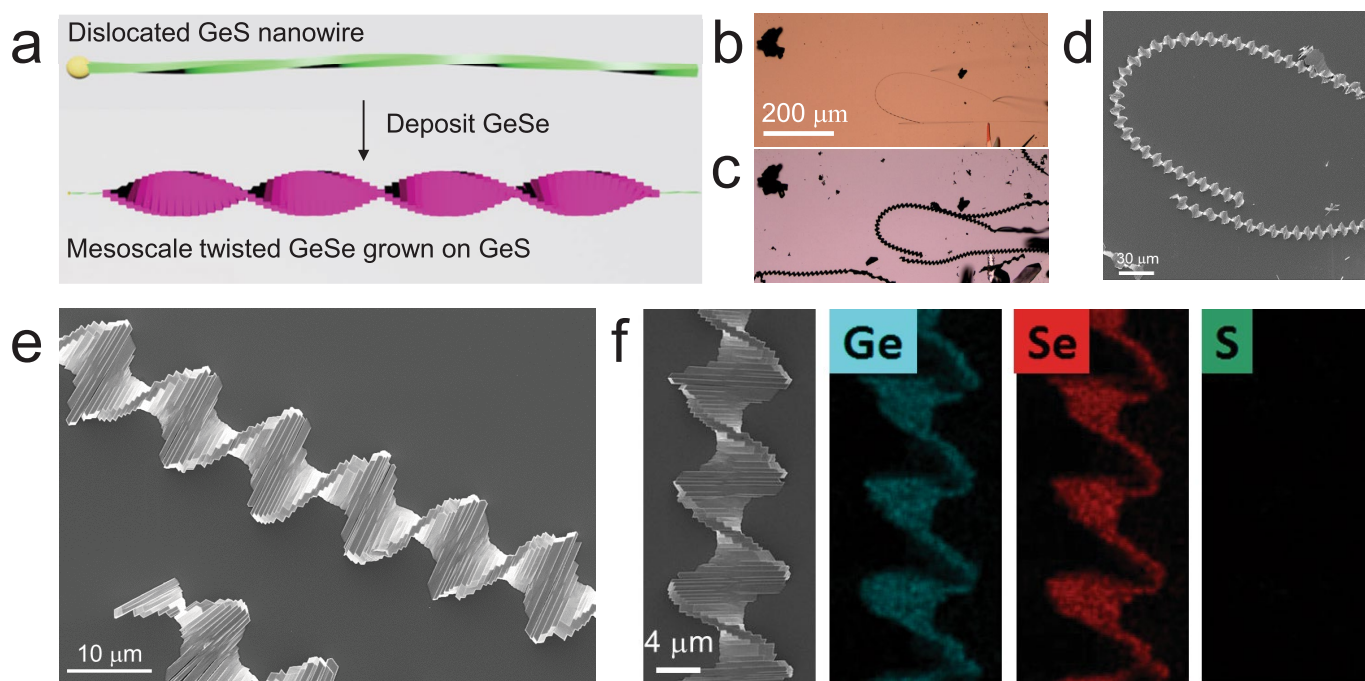 a
Dislocated GeS nanowire
Deposit GeSe
Mesoscale twisted GeSe grown on GeS
b
200 μm
c
d
30 μm
e
10 μm
f
4 μm
Ge
Se
S